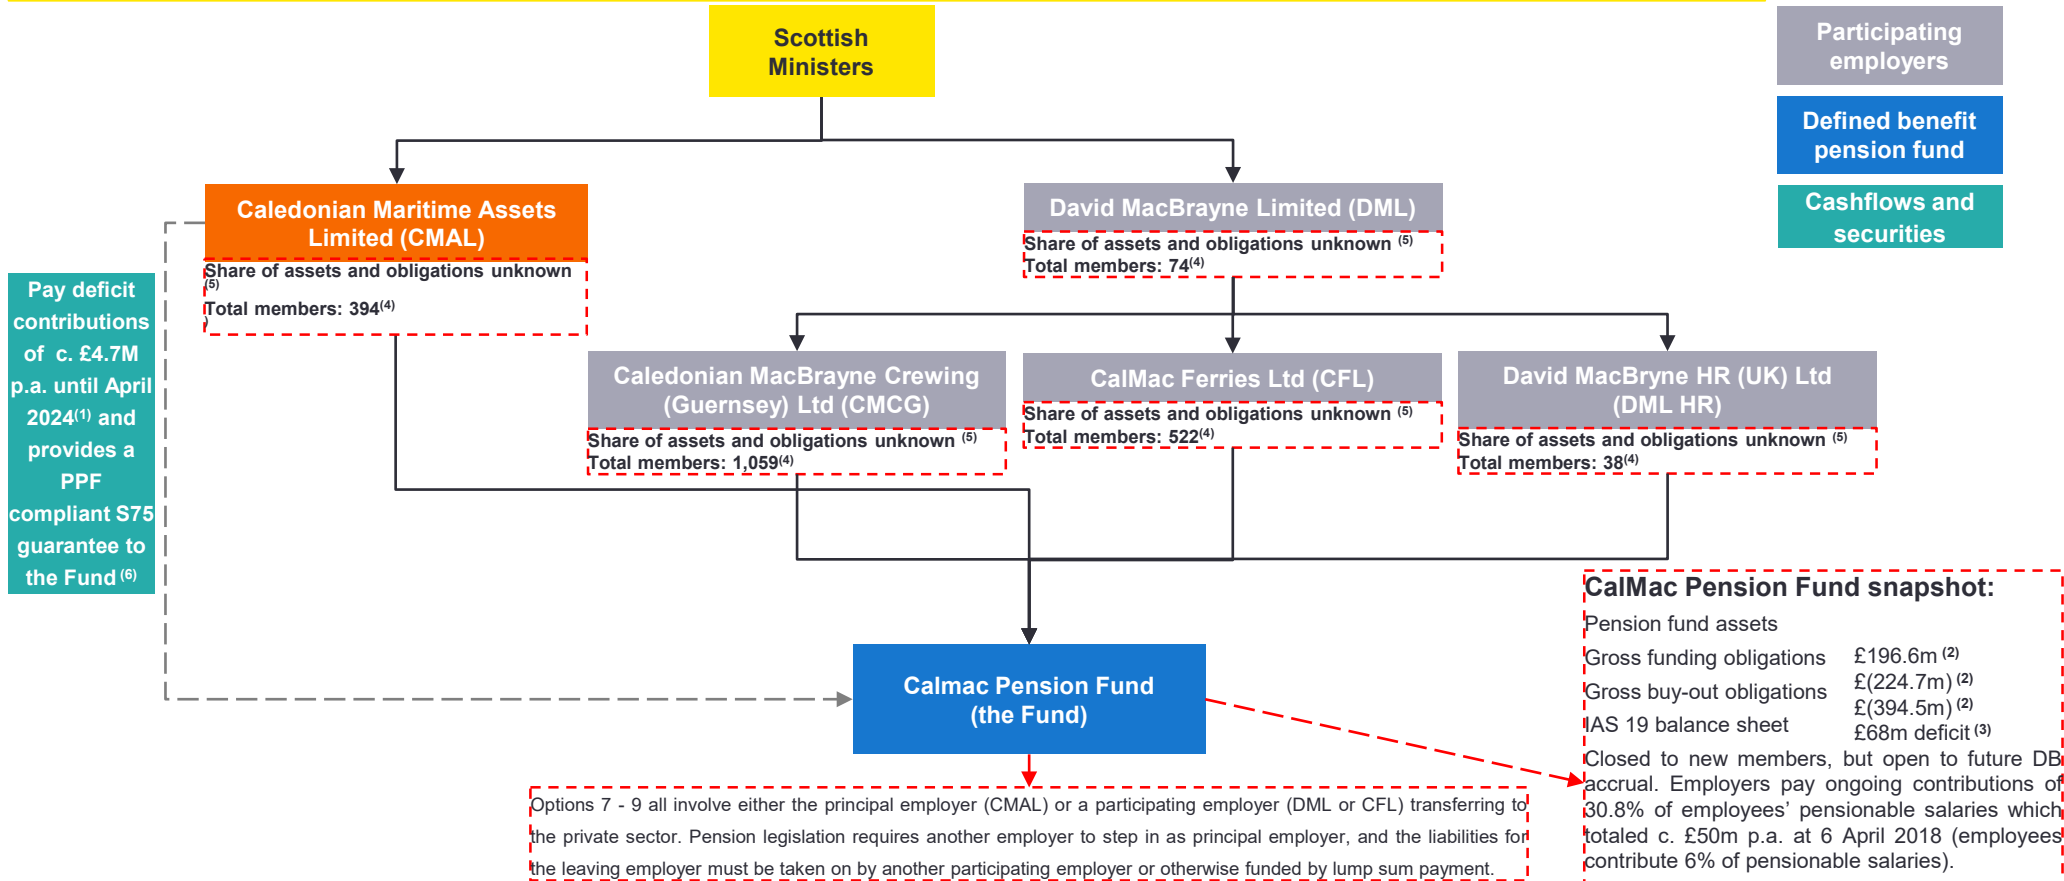 Scottish
Ministers
Participating
employers
Defined benefit
pension fund
Cashflows and
securities
Caledonian Maritime Assets
Limited (CMAL)
Share of assets and obligations unknown
(5)
Total members: 394(4)
)
David MacBrayne Limited (DML)
Share of assets and obligations unknown (5)
Total members: 74(4)
Pay deficit
contributions
of c. £4.7M
p.a. until April
2024(1) and
provides a
PPF
compliant S75
guarantee to
the Fund (6)
Caledonian MacBrayne Crewing
(Guernsey) Ltd (CMCG)
Share of assets and obligations unknown (5)
Total members: 1,059(4)
CalMac Ferries Ltd (CFL)
Share of assets and obligations unknown (5)
Total members: 522(4)
David MacBryne HR (UK) Ltd
(DML HR)
Share of assets and obligations unknown (5)
Total members: 38(4)
Calmac Pension Fund
(the Fund)
CalMac Pension Fund snapshot:
Pension fund assets
Gross funding obligations £196.6m (2)
Gross buy-out obligations £(224.7m) (2)
£(394.5m) (2)
IAS 19 balance sheet £68m deficit (3)
Closed to new members, but open to future DB
accrual. Employers pay ongoing contributions of
30.8% of employees’ pensionable salaries which
totaled c. £50m p.a. at 6 April 2018 (employees
contribute 6% of pensionable salaries).
Options 7 - 9 all involve either the principal employer (CMAL) or a participating employer (DML or CFL) transferring to
the private sector. Pension legislation requires another employer to step in as principal employer, and the liabilities for
the leaving employer must be taken on by another participating employer or otherwise funded by lump sum payment.